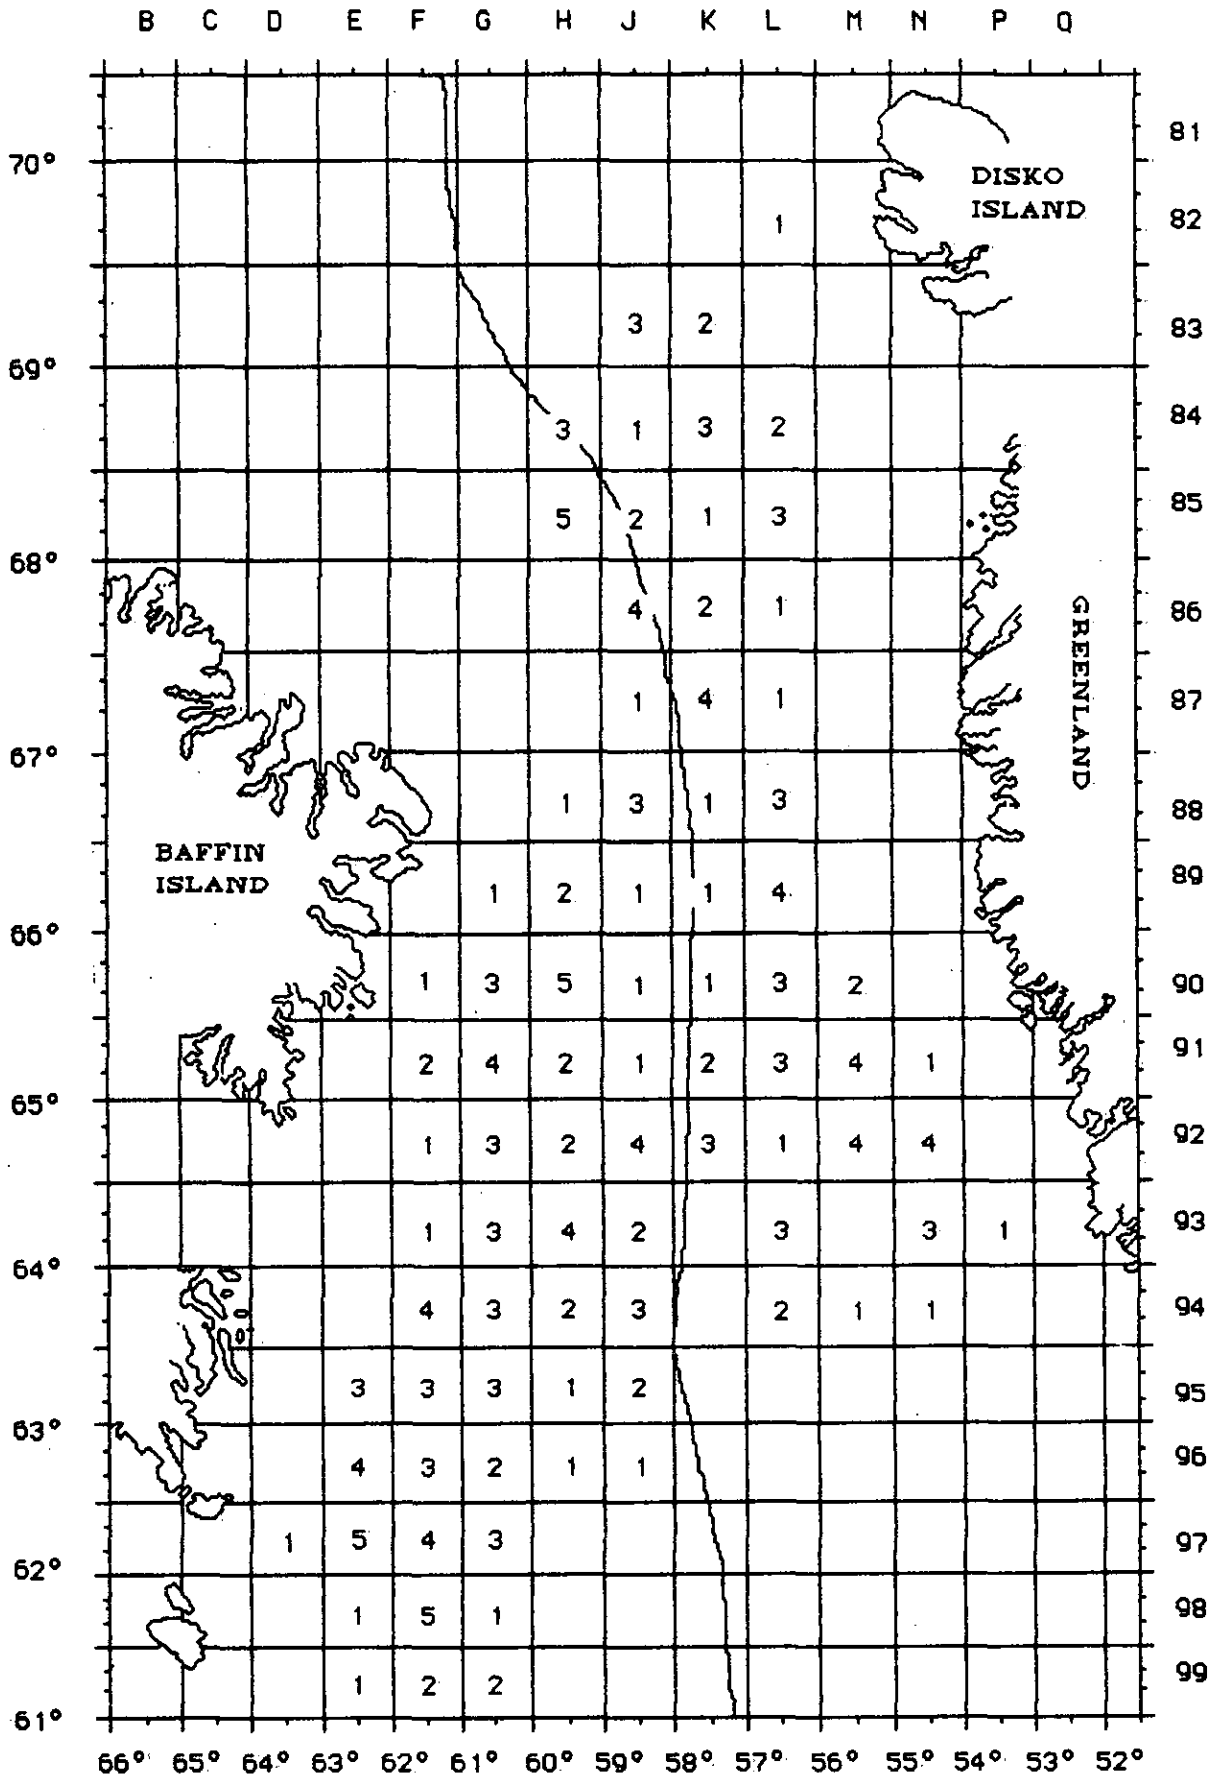 B C D E F G H J K L M N P Q
81
70°
DISKO
ISLAND
1 82
3 2 83
69°
3 1 3 2 84
5 2 1 3 85
68°
4 2 1 86
GREENLAND
1 4 1 87
67°
1 3 1 3 88
BAFFIN
ISLAND
1 2 1 1 4 89
66°
1 3 5 1 1 3 2 90
2 4 2 1 2 3 4 1 91
65°
1 3 2 4 3 1 4 4 92
1 3 4 2 3 3 1 93
64°
4 3 2 3 2 1 1 94
3 3 3 1 2 95
63°
4 3 2 1 1 96
1 5 4 3 97
62°
1 5 1 98
1 2 2 99
61°
66° 65° 64° 63° 62° 61° 60° 59° 58° 57° 56° 55° 54° 53° 52°